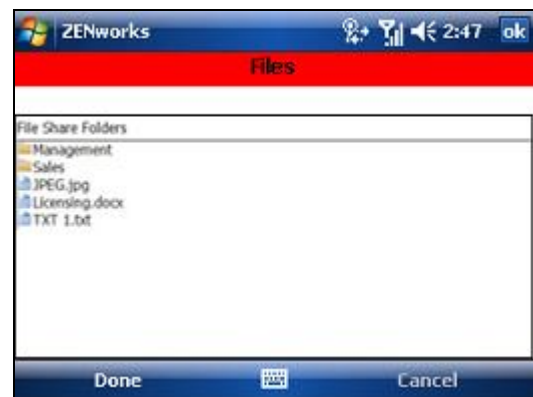 ZENworks 2:47 ok
Files
File Share Folders
Management
Sales
JPEG.jpg
Licensing.docx
TXT 1.txt
Done Cancel